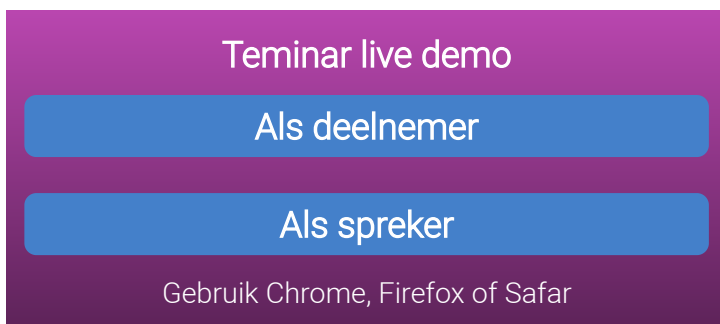 Teminar live demo
Als deelnemer
Als spreker
Gebruik Chrome, Firefox of Safar